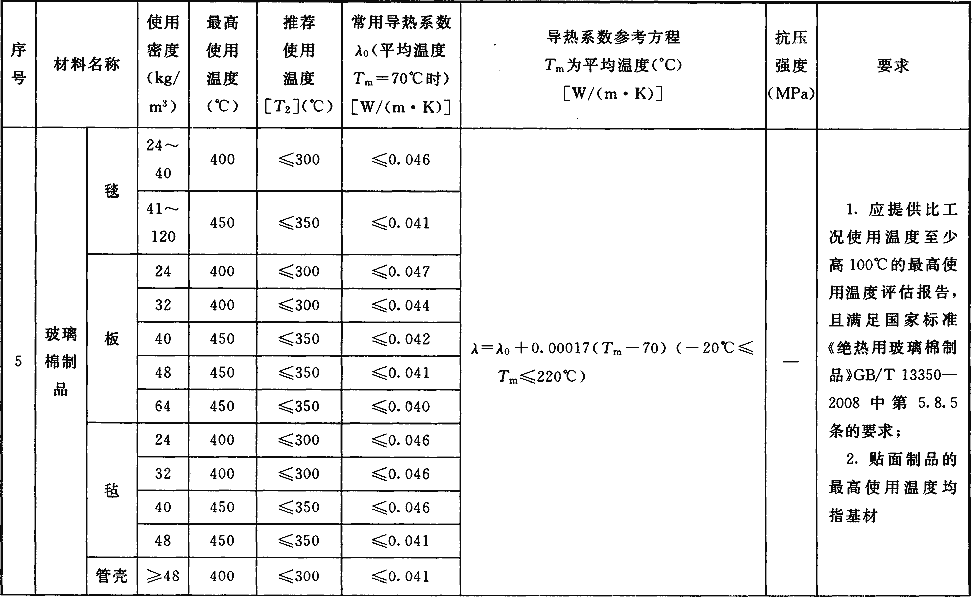 序号
材料名称
使用密度(kg/m³)
最高使用温度(℃)
推荐使用温度[T₂](℃)
常用导热系数λ₀(平均温度Tₘ=70℃时)[W/(m·K)]
导热系数参考方程
Tₘ为平均温度(℃)
[W/(m·K)]
抗压强度(MPa)
要求
5
玻璃棉制品
毯
24～40 400 ≤300 ≤0.046
41～120 450 ≤350 ≤0.041
板
24 400 ≤300 ≤0.047
32 400 ≤300 ≤0.044
40 450 ≤350 ≤0.042
48 450 ≤350 ≤0.041
64 450 ≤350 ≤0.040
毡
24 400 ≤300 ≤0.046
32 400 ≤300 ≤0.046
40 450 ≤350 ≤0.046
48 450 ≤350 ≤0.041
管壳 ≥48 400 ≤300 ≤0.041
λ=λ₀+0.00017(Tₘ-70) (-20℃≤
Tₘ≤220℃)
—
1. 应提供比工
况使用温度至少
高100℃的最高使
用温度评估报告,
且满足国家标准
《绝热用玻璃棉制
品》GB/T 13350—
2008 中第 5.8.5
条的要求;
2. 贴面制品的
最高使用温度均
指基材